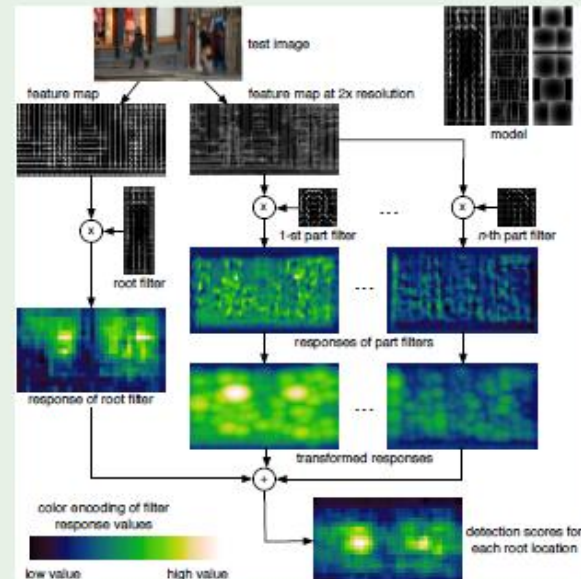 test image
feature map
feature map at 2x resolution
model
x
x
x
...
1-st part filter
n-th part filter
root filter
...
responses of part filters
response of root filter
...
transformed responses
+
color encoding of filter
response values
low value
high value
detection scores for
each root location